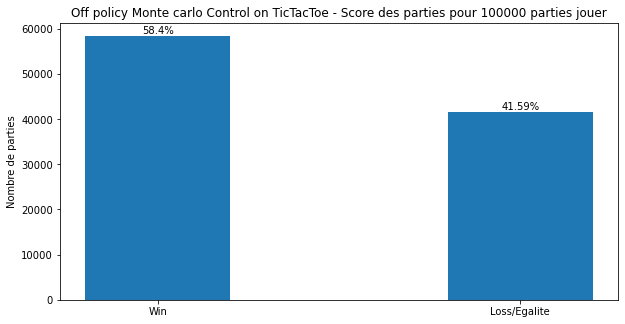 Off policy Monte carlo Control on TicTacToe - Score des parties pour 100000 parties jouer
60000
50000
40000
30000
20000
10000
0
Nombre de parties
58.4%
41.59%
Win
Loss/Egalite